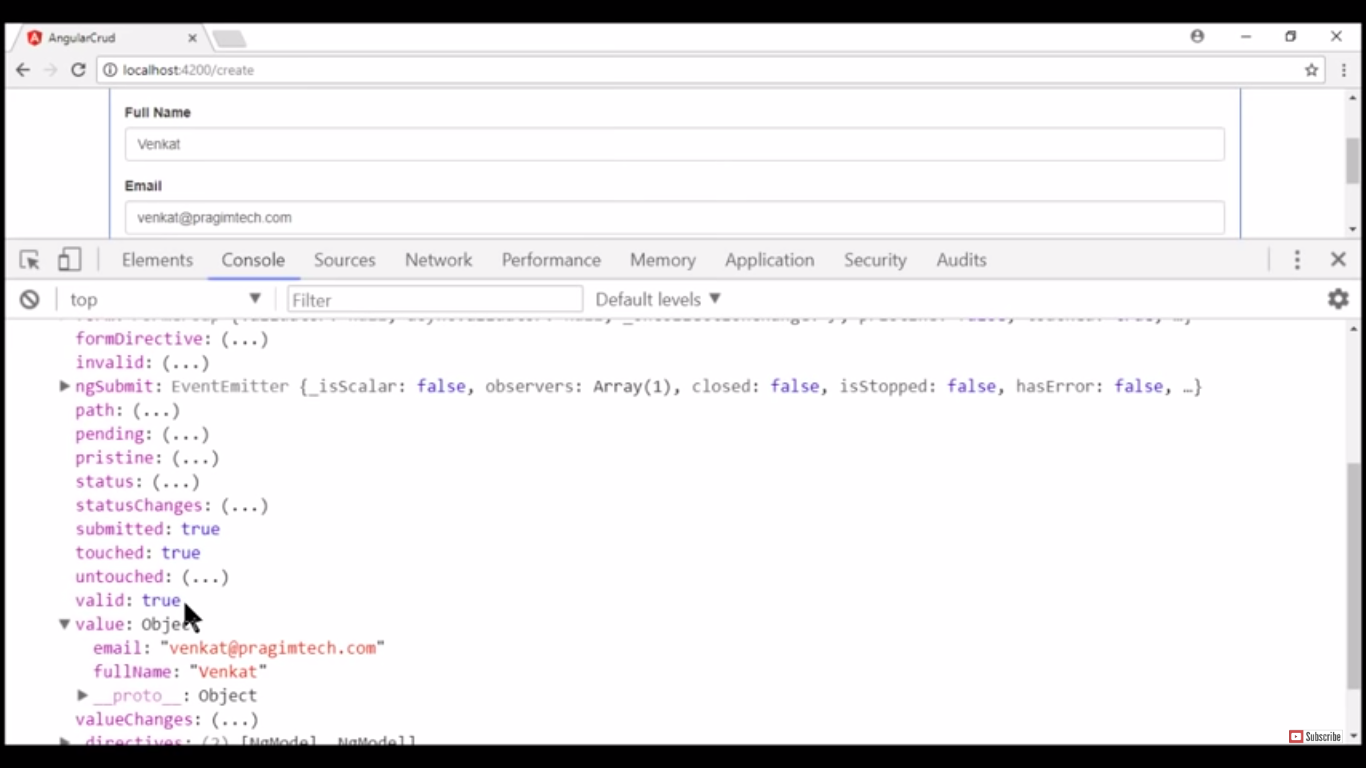 AngularCrud
localhost:4200/create
Full Name
Venkat
Email
venkat@pragimtech.com
Elements Console Sources Network Performance Memory Application Security Audits
top Filter Default levels
formDirective: (...)
invalid: (...)
ngSubmit: EventEmitter {_isScalar: false, observers: Array(1), closed: false, isStopped: false, hasError: false, …}
path: (...)
pending: (...)
pristine: (...)
status: (...)
statusChanges: (...)
submitted: true
touched: true
untouched: (...)
valid: true
value: Object
email: "venkat@pragimtech.com"
fullName: "Venkat"
__proto__: Object
valueChanges: (...)
_directives: (2) [NgModel, NgModel]
Subscribe